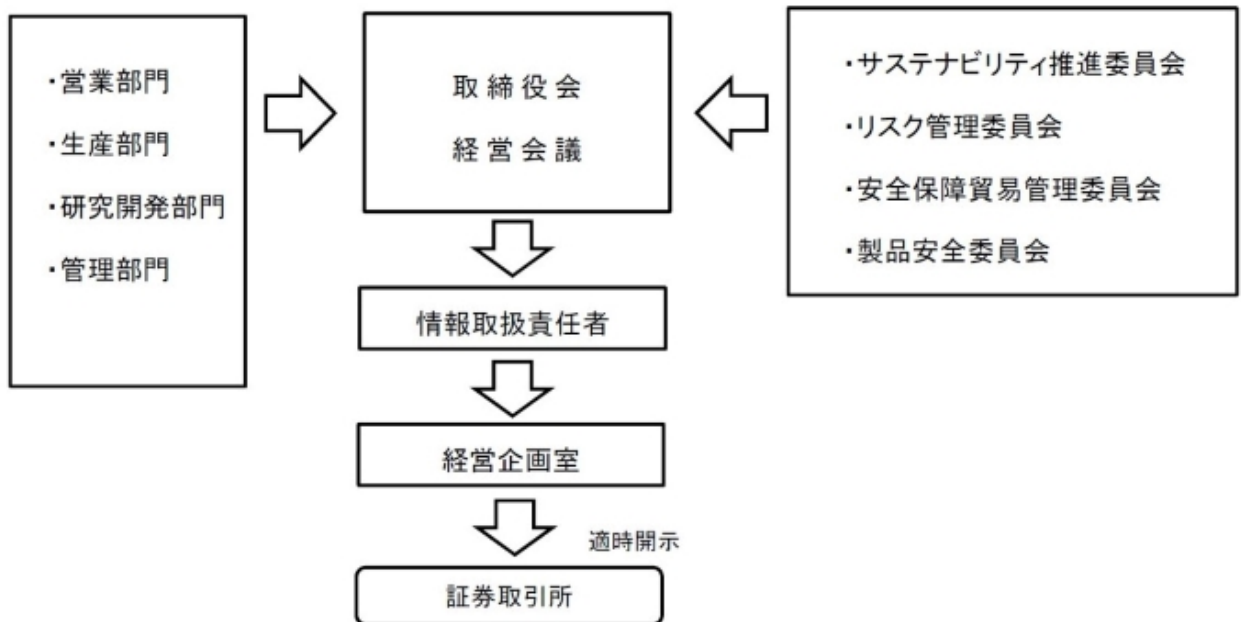 ・営業部門
・生産部門
・研究開発部門
・管理部門
取締役会
経営会議
・サステナビリティ推進委員会
・リスク管理委員会
・安全保障貿易管理委員会
・製品安全委員会
情報取扱責任者
経営企画室
適時開示
証券取引所